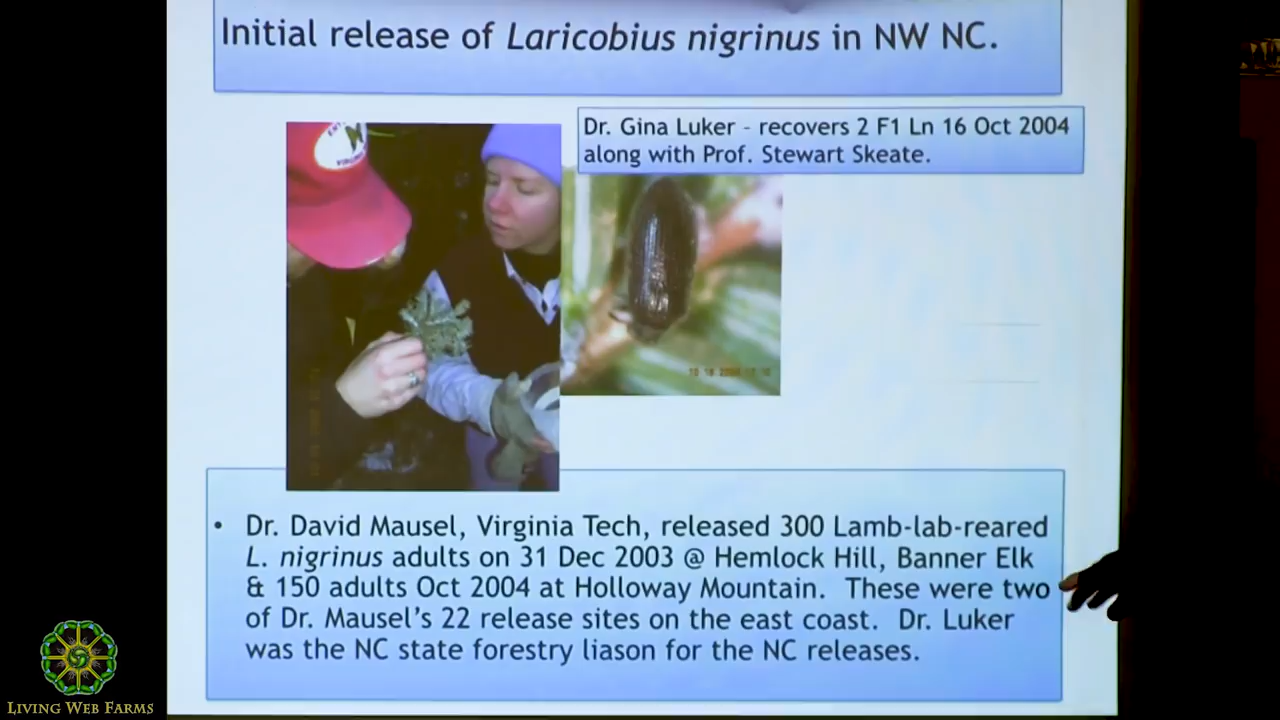 Initial release of Laricobius nigrinus in NW NC.
Dr. Gina Luker - recovers 2 F1 Ln 16 Oct 2004
along with Prof. Stewart Skeate.
• Dr. David Mausel, Virginia Tech, released 300 Lamb-lab-reared
L. nigrinus adults on 31 Dec 2003 @ Hemlock Hill, Banner Elk
& 150 adults Oct 2004 at Holloway Mountain. These were two
of Dr. Mausel's 22 release sites on the east coast. Dr. Luker
was the NC state forestry liason for the NC releases.
LIVING WEB FARMS